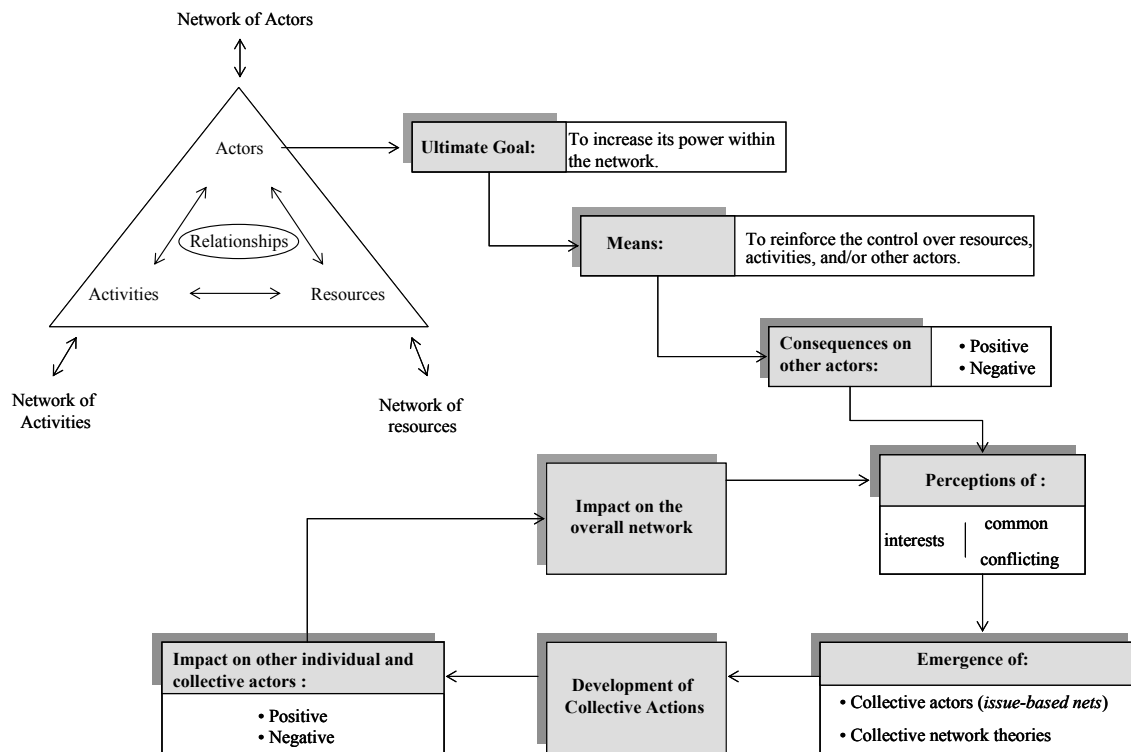 Network of Actors
Actors
Relationships
Activities
Resources
Network of
Activities
Network of
resources
Ultimate Goal:
To increase its power within
the network.
Means:
To reinforce the control over resources,
activities, and/or other actors.
Consequences on
other actors:
• Positive
• Negative
Perceptions of :
interests
common
conflicting
Impact on the
overall network
Emergence of:
• Collective actors (issue-based nets)
• Collective network theories
Development of
Collective Actions
Impact on other individual and
collective actors :
• Positive
• Negative